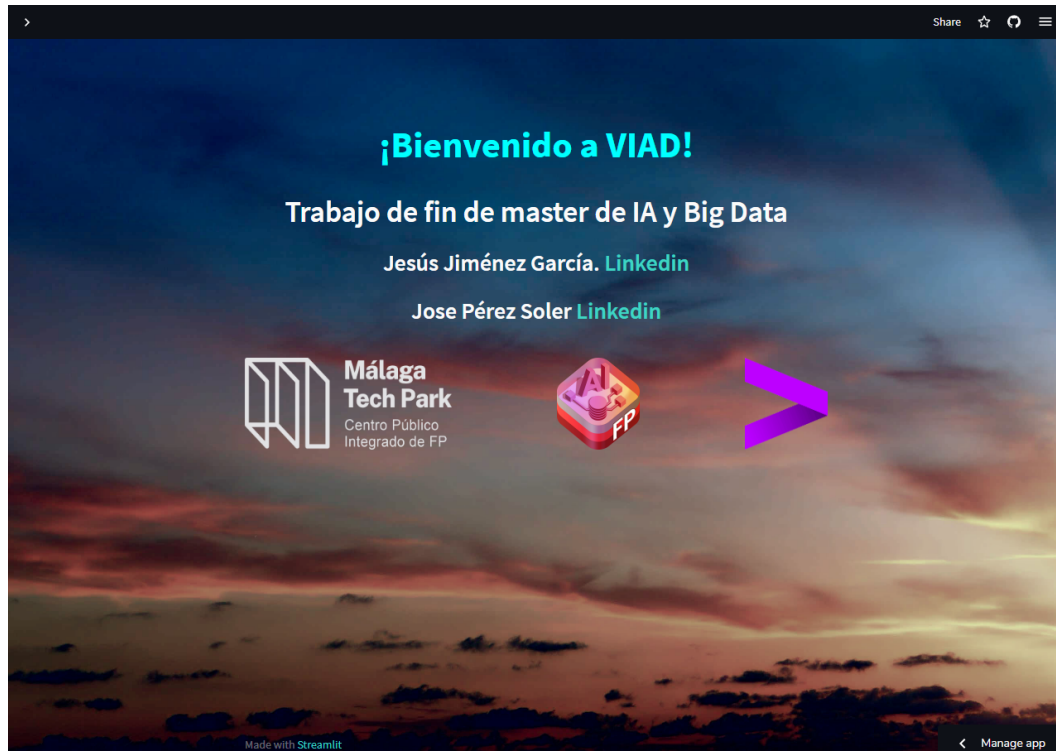 Share
¡Bienvenido a VIAD!
Trabajo de fin de master de IA y Big Data
Jesús Jiménez García. Linkedin
Jose Pérez Soler Linkedin
Málaga
Tech Park
Centro Público
Integrado de FP
AI
FP
Made with Streamlit
Manage app